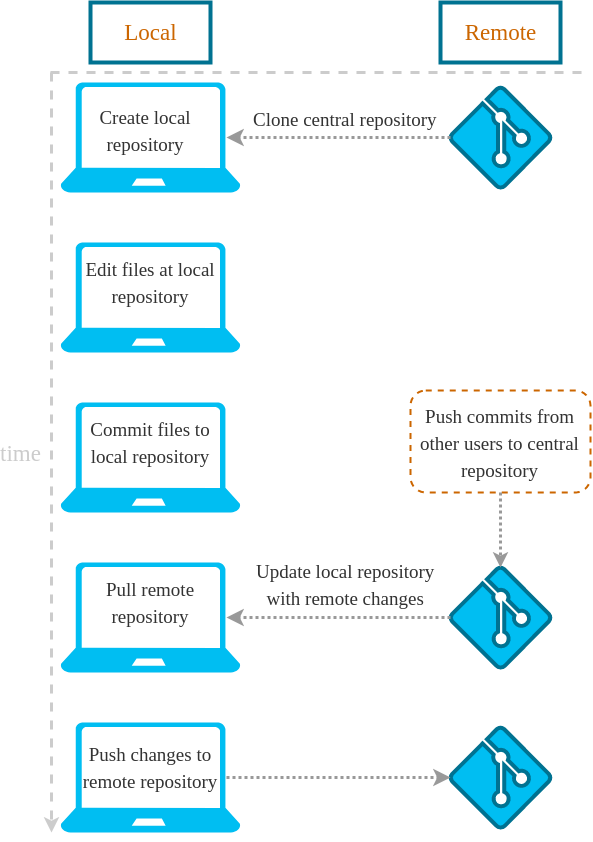 Local
Remote
Create local
repository
Clone central repository
Edit files at local
repository
Commit files to
local repository
time
Push commits from
other users to central
repository
Pull remote
repository
Update local repository
with remote changes
Push changes to
remote repository